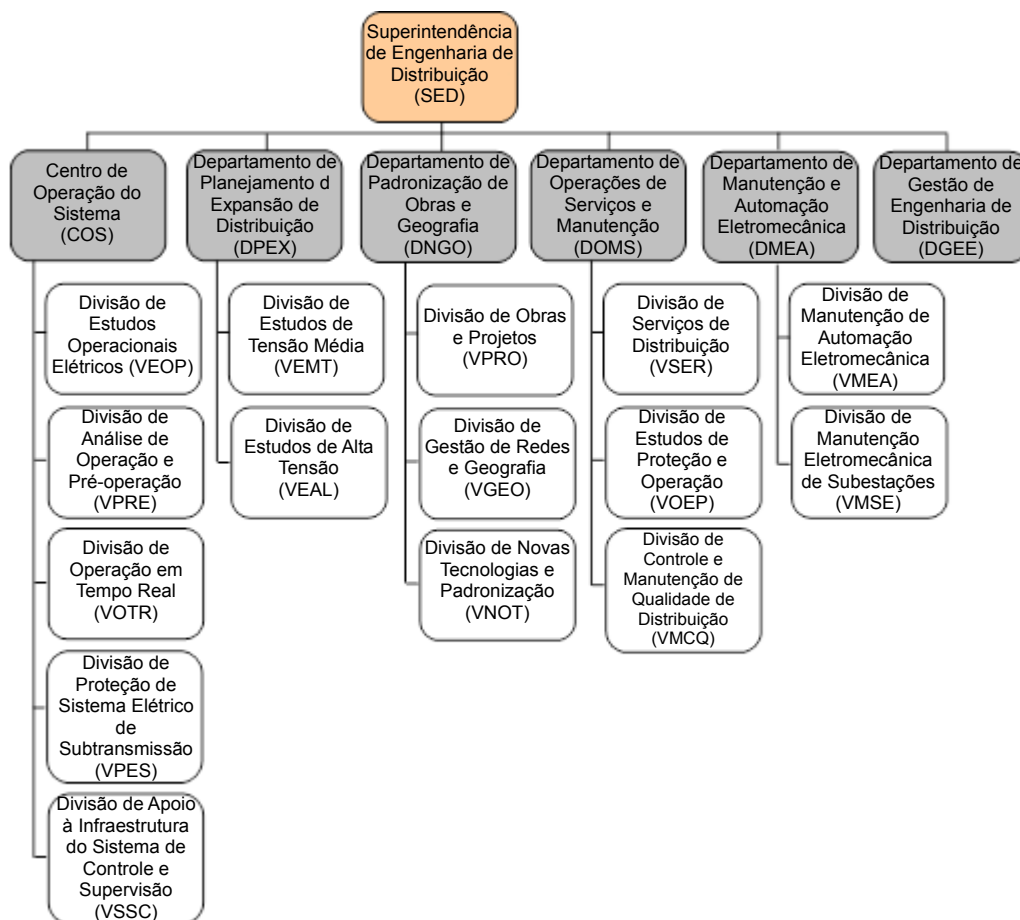 Superintendência
de Engenharia de
Distribuição
(SED)
Centro de
Operação do
Sistema
(COS)
Departamento de
Planejamento d
Expansão de
Distribuição
(DPEX)
Departamento de
Padronização de
Obras e
Geografia
(DNGO)
Departamento de
Operações de
Serviços e
Manutenção
(DOMS)
Departamento de
Manutenção e
Automação
Eletromecânica
(DMEA)
Departamento de
Gestão de
Engenharia de
Distribuição
(DGEE)
Divisão de
Estudos
Operacionais
Elétricos (VEOP)
Divisão de
Análise de
Operação e
Pré-operação
(VPRE)
Divisão de
Operação em
Tempo Real
(VOTR)
Divisão de
Proteção de
Sistema Elétrico
de
Subtransmissão
(VPES)
Divisão de Apoio
à Infraestrutura
do Sistema de
Controle e
Supervisão
(VSSC)
Divisão de
Estudos de
Tensão Média
(VEMT)
Divisão de
Estudos de Alta
Tensão
(VEAL)
Divisão de Obras
e Projetos
(VPRO)
Divisão de
Gestão de Redes
e Geografia
(VGEO)
Divisão de Novas
Tecnologias e
Padronização
(VNOT)
Divisão de
Serviços de
Distribuição
(VSER)
Divisão de
Estudos de
Proteção e
Operação
(VOEP)
Divisão de
Controle e
Manutenção de
Qualidade de
Distribuição
(VMCQ)
Divisão de
Manutenção de
Automação
Eletromecânica
(VMEA)
Divisão de
Manutenção
Eletromecânica
de Subestações
(VMSE)